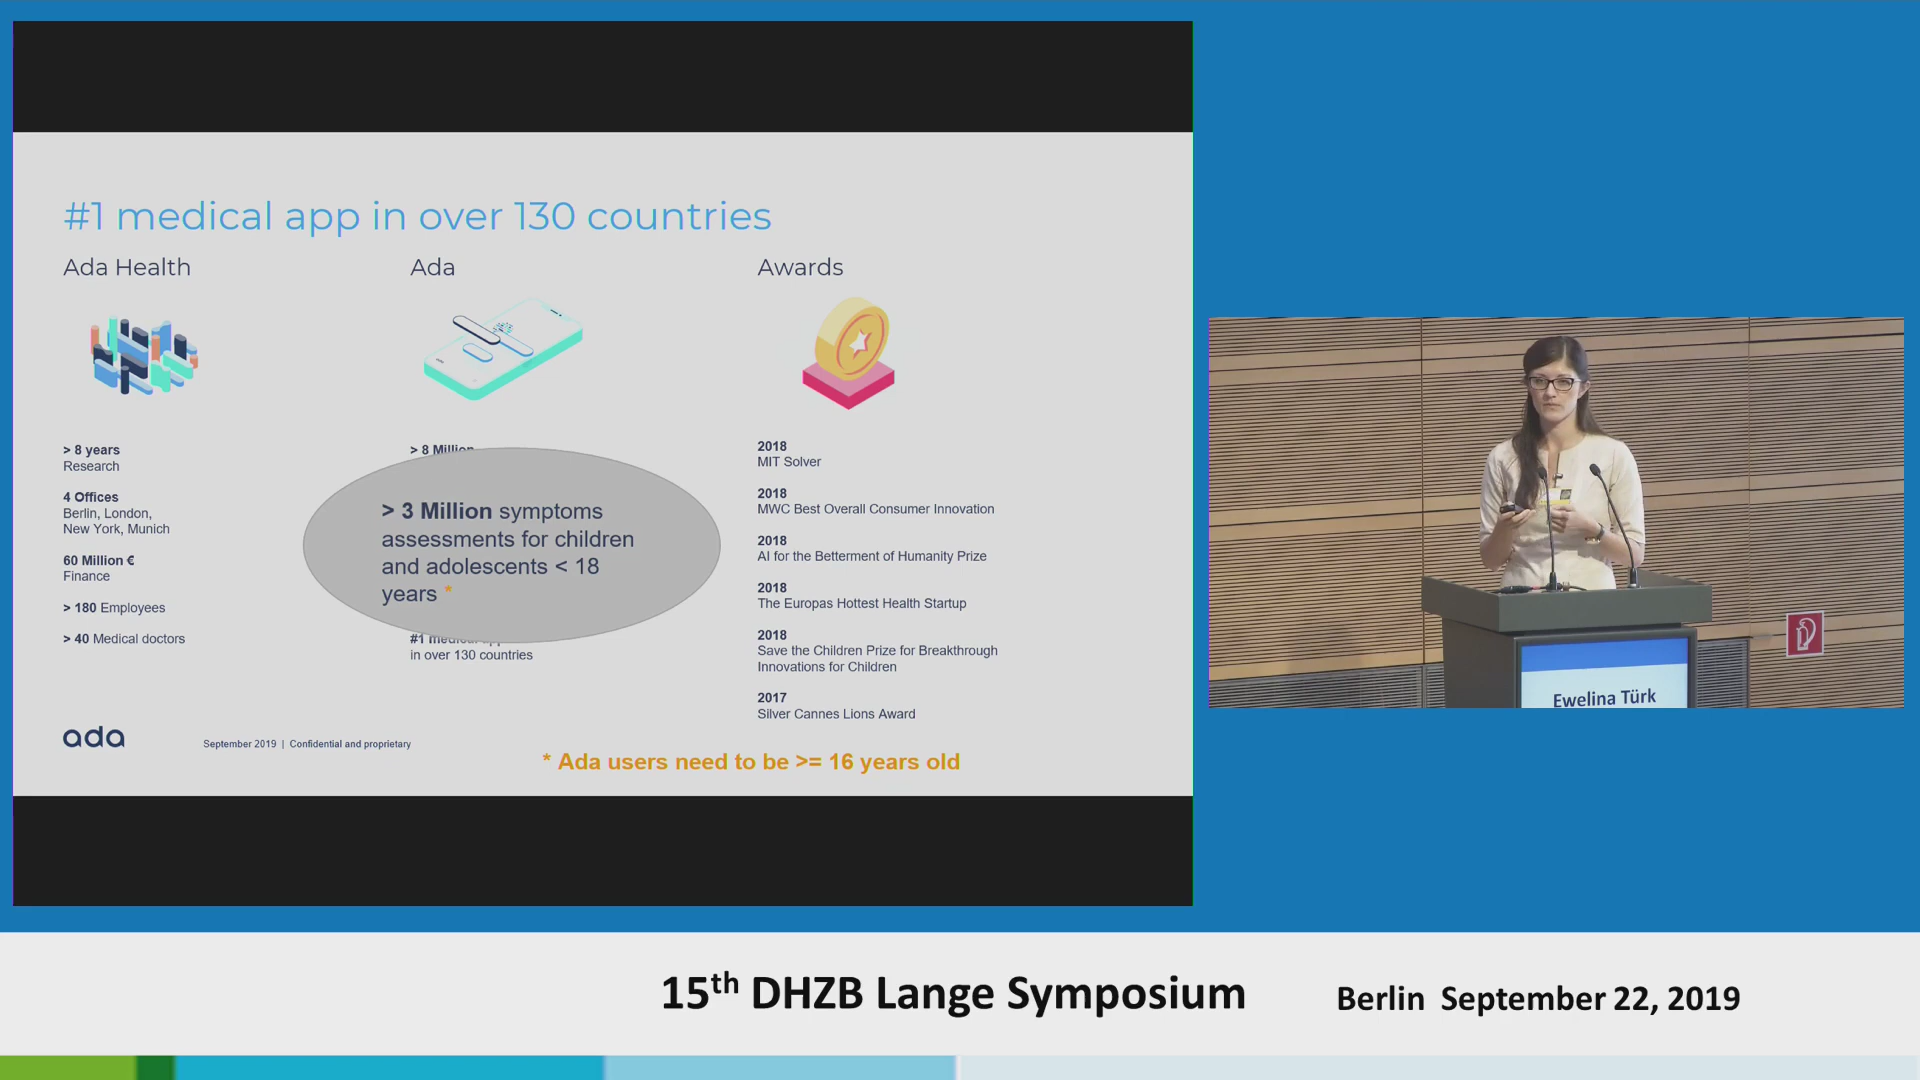 #1 medical app in over 130 countries
Ada Health
> 8 years
Research
4 Offices
Berlin, London,
New York, Munich
60 Million €
Finance
> 180 Employees
> 40 Medical doctors
Ada
> 8 Million
> 3 Million symptoms
assessments for children
and adolescents < 18
years *
#1
in over 130 countries
Awards
2018
MIT Solver
2018
MWC Best Overall Consumer Innovation
2018
AI for the Betterment of Humanity Prize
2018
The Europas Hottest Health Startup
2018
Save the Children Prize for Breakthrough
Innovations for Children
2017
Silver Cannes Lions Award
ada
September 2019 | Confidential and proprietary
* Ada users need to be >= 16 years old
Ewelina Türk
15th DHZB Lange Symposium
Berlin September 22, 2019